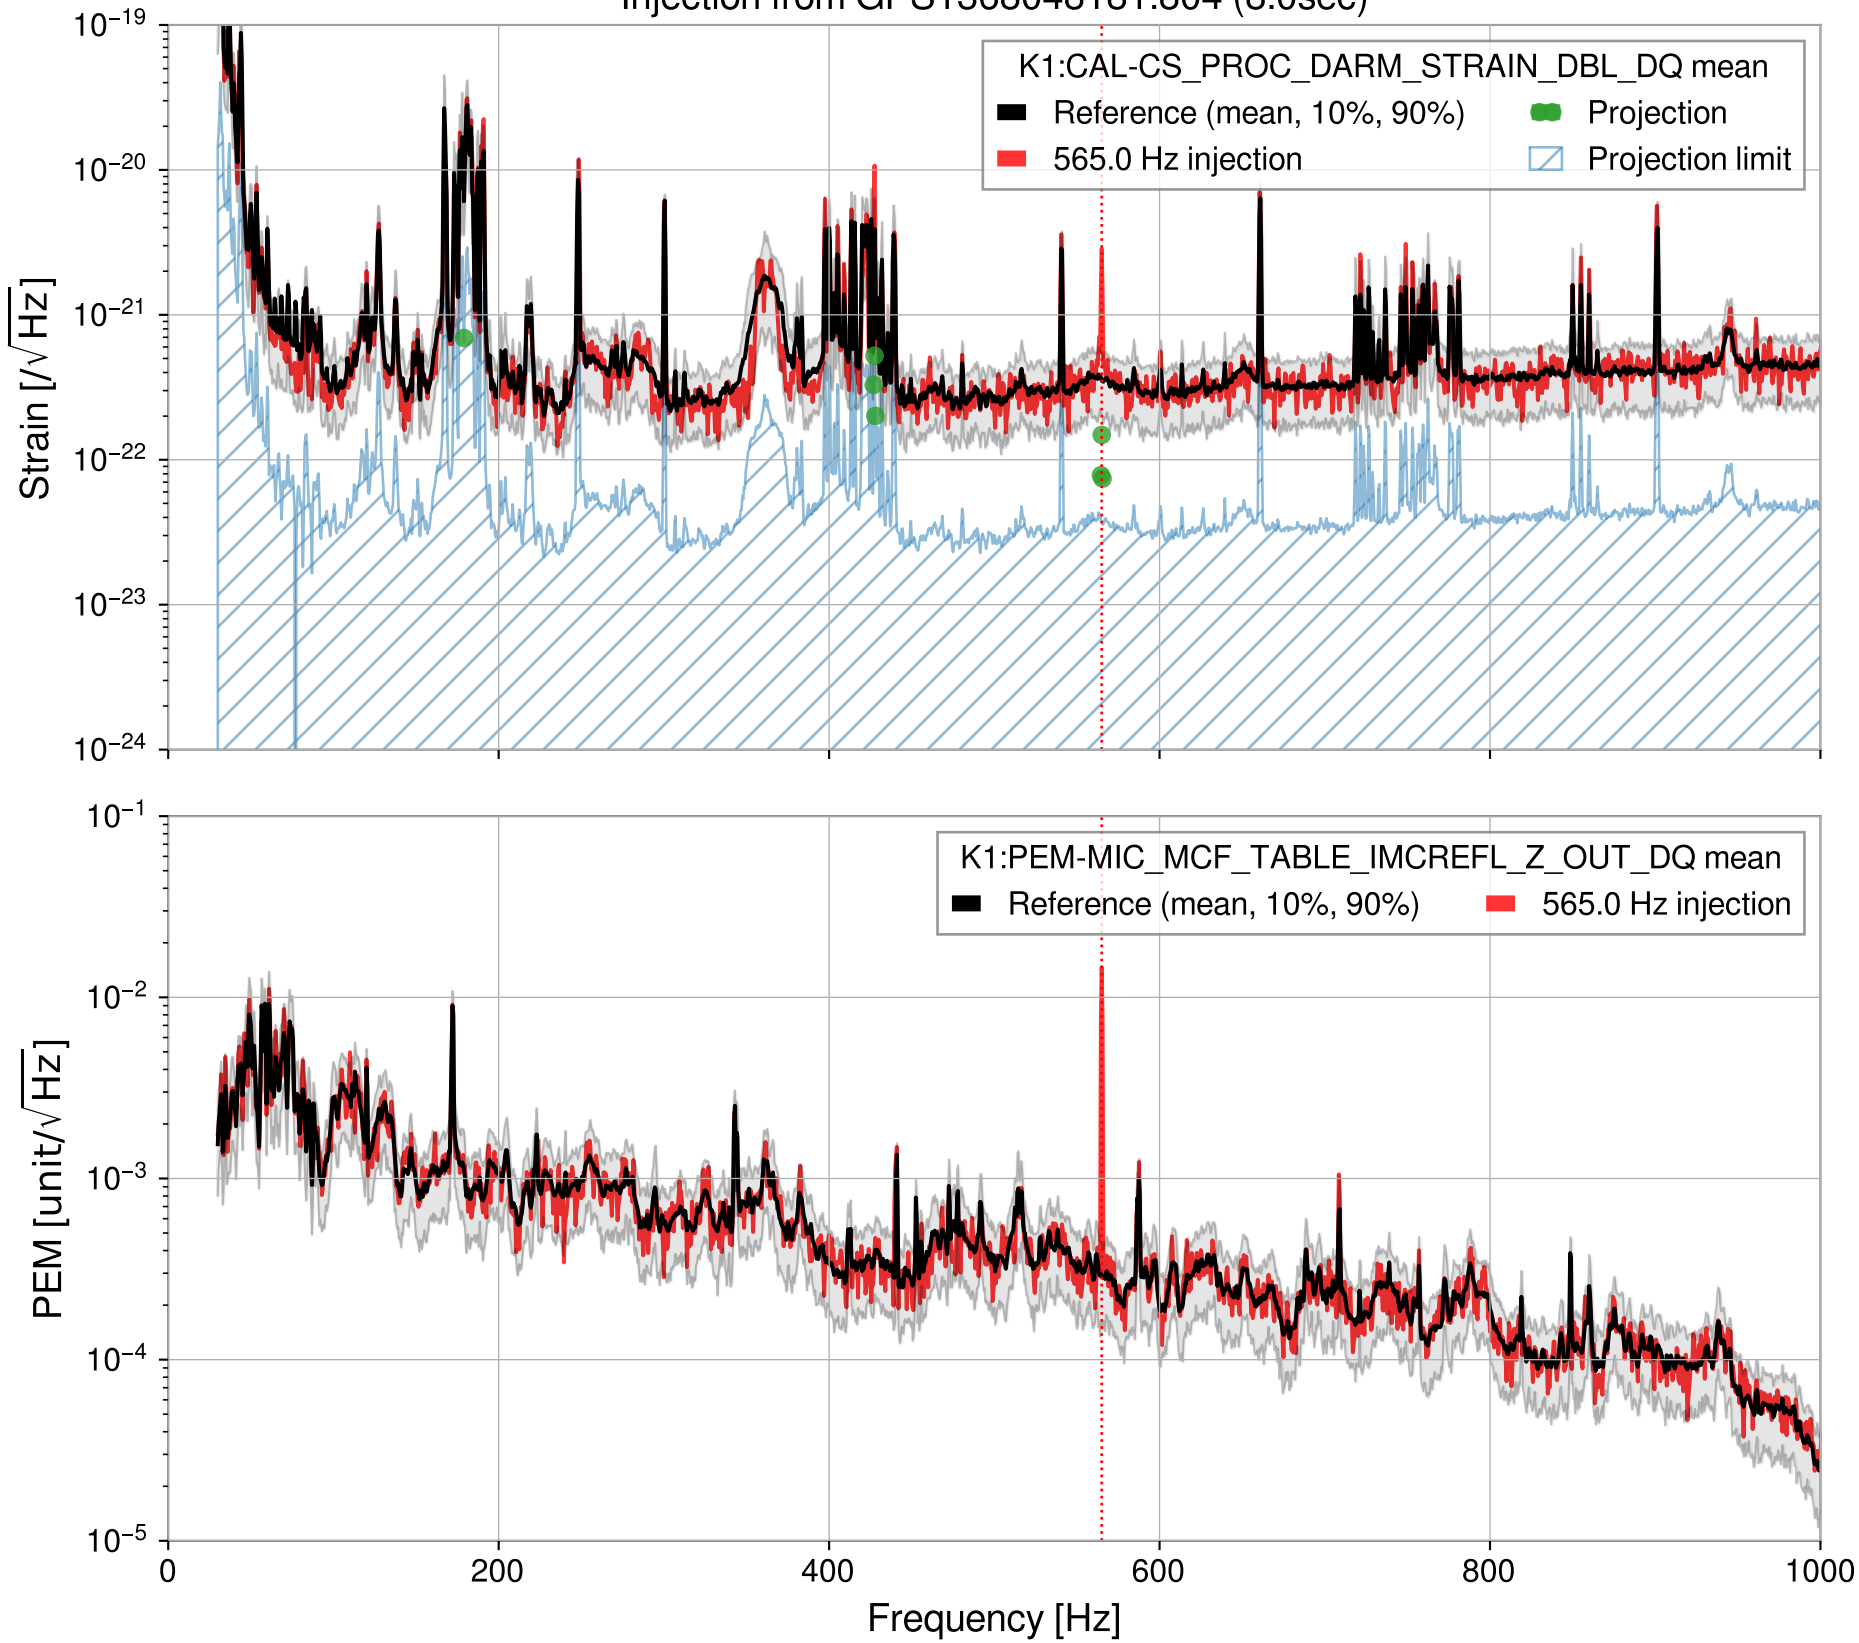 10⁻¹⁹
10⁻²⁰
10⁻²¹
10⁻²²
10⁻²³
10⁻²⁴
Strain [/√Hz]
K1:CAL-CS_PROC_DARM_STRAIN_DBL_DQ mean
Reference (mean, 10%, 90%)
Projection
565.0 Hz injection
Projection limit
10⁻¹
10⁻²
10⁻³
10⁻⁴
10⁻⁵
PEM [unit/√Hz]
K1:PEM-MIC_MCF_TABLE_IMCREFL_Z_OUT_DQ mean
Reference (mean, 10%, 90%)
565.0 Hz injection
0 200 400 600 800 1000
Frequency [Hz]